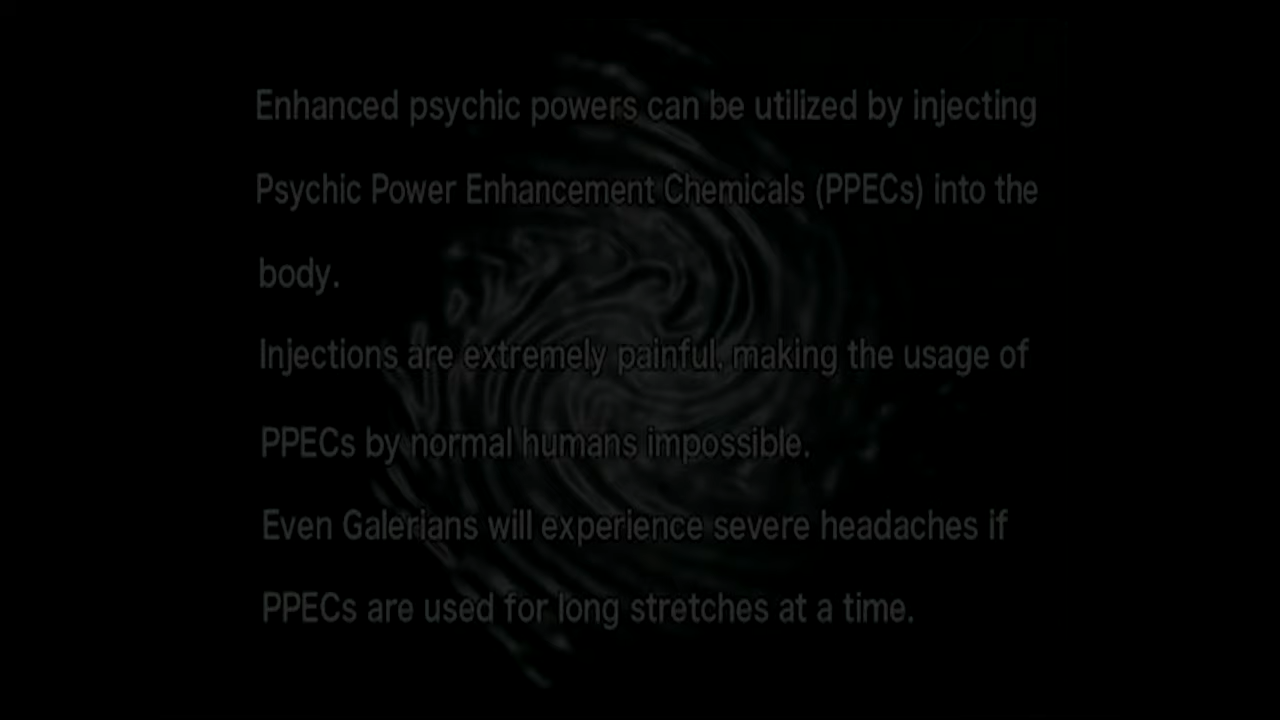 Enhanced psychic powers can be utilized by injecting
Psychic Power Enhancement Chemicals (PPECs) into the
body.
Injections are extremely painful, making the usage of
PPECs by normal humans impossible.
Even Galerians will experience severe headaches if
PPECs are used for long stretches at a time.